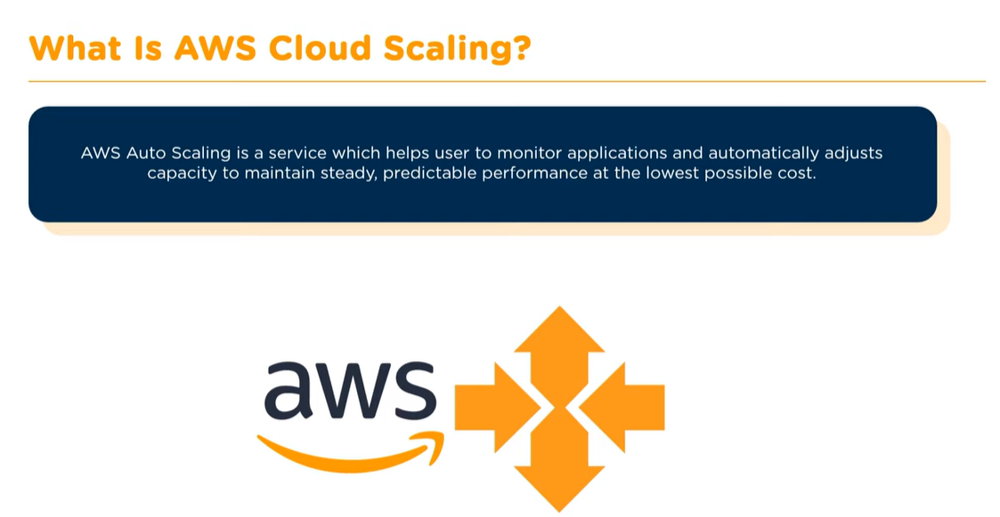 What Is AWS Cloud Scaling?
AWS Auto Scaling is a service which helps user to monitor applications and automatically adjusts
capacity to maintain steady, predictable performance at the lowest possible cost.
aws